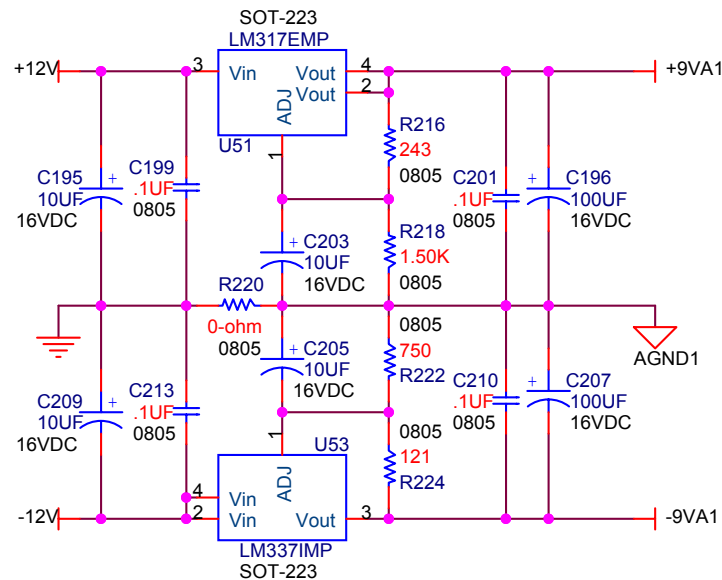 SOT-223
LM317EMP
+12V
3
Vin
Vout
4
+9VA1
Vout
2
ADJ
U51
1
R216
243
0805
C195
10UF
16VDC
+
C199
.1UF
0805
C201
.1UF
0805
C196
100UF
16VDC
+
C203
10UF
16VDC
+
R218
1.50K
0805
R220
0-ohm
0805
AGND1
C205
10UF
16VDC
+
0805
750
R222
C209
10UF
16VDC
+
C213
.1UF
0805
C210
.1UF
0805
C207
100UF
16VDC
+
1
U53
0805
121
R224
4
Vin
ADJ
-12V
2
Vin
Vout
3
-9VA1
LM337IMP
SOT-223